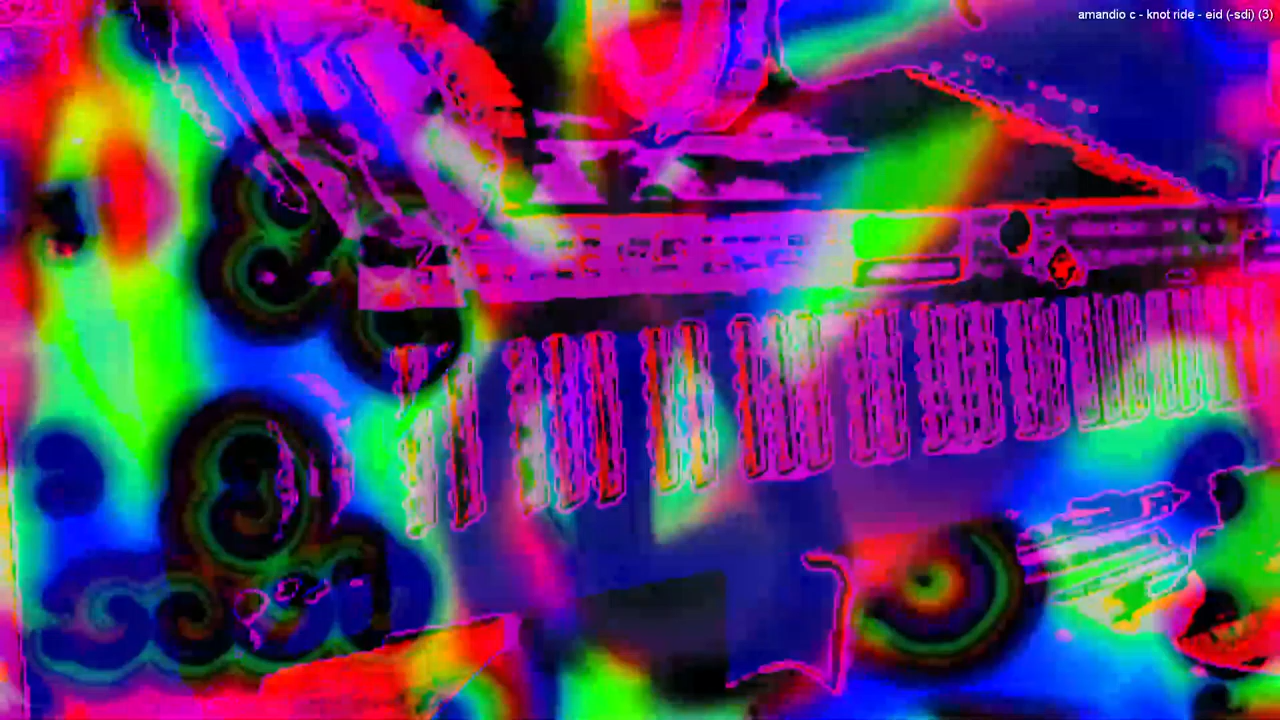 amandio c - knot ride - eid (-sdi) (3)